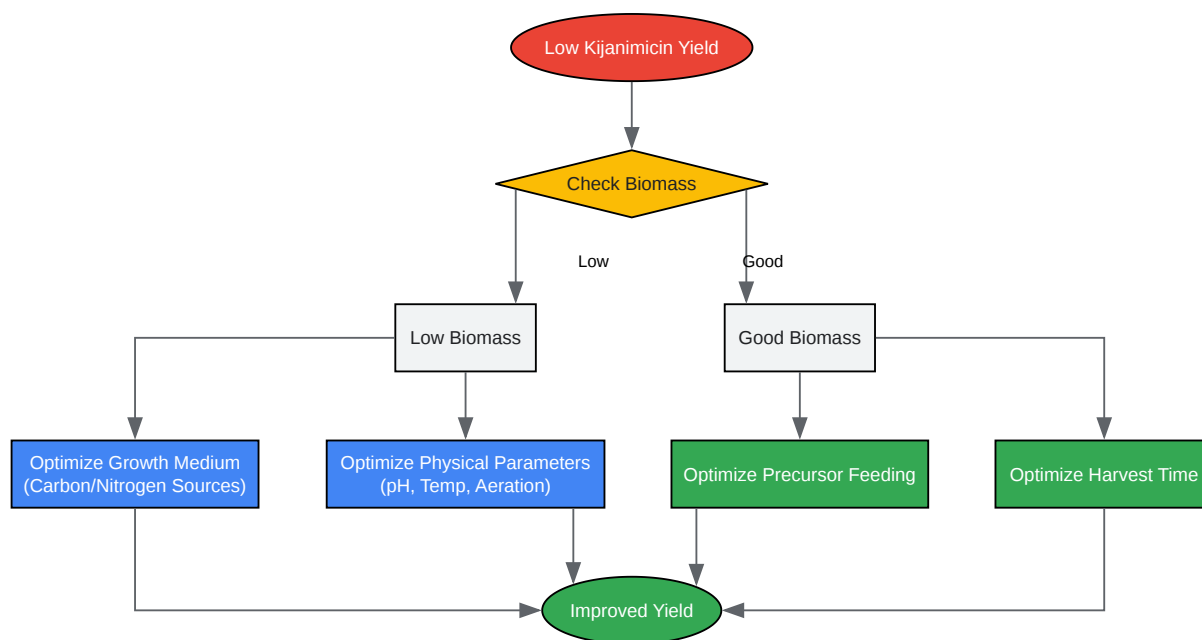 Low Kijanimicin Yield
Check Biomass
Low
Good
Low Biomass
Good Biomass
Optimize Growth Medium
(Carbon/Nitrogen Sources)
Optimize Physical Parameters
(pH, Temp, Aeration)
Optimize Precursor Feeding
Optimize Harvest Time
Improved Yield